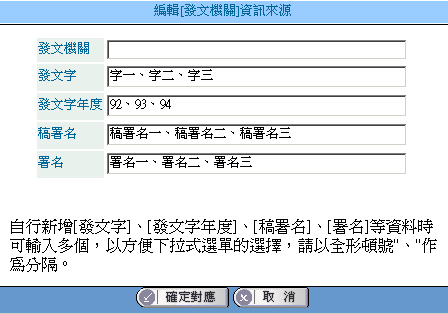 編輯[發文機關]資訊來源
發文機關
發文字 字一、字二、字三
發文字年度 92、93、94
稿署名 稿署名一、稿署名二、稿署名三
署名 署名一、署名二、署名三
自行新增[發文字]、[發文字年度]、[稿署名]、[署名]等資料時
可輸入多個，以方便下拉式選單的選擇，請以全形頓號"、"作
為分隔。
確定對應 取 消